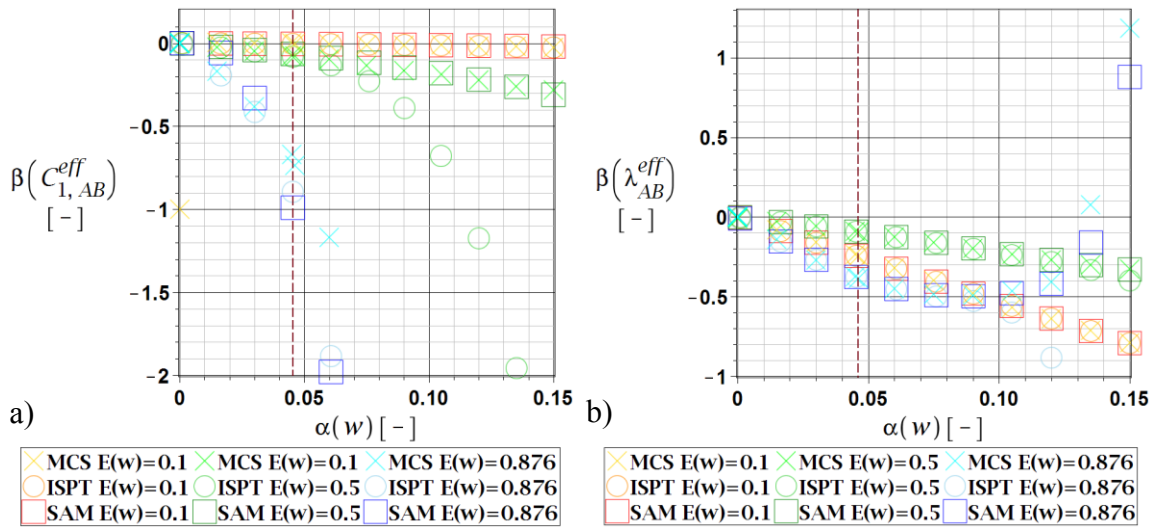 0
-0.5
β(C^{eff}_{1, AB})
[-]
-1
-1.5
-2
0 0.05 0.10 0.15
a)
α(w) [-]
× MCS E(w)=0.1 × MCS E(w)=0.1 × MCS E(w)=0.876
○ ISPT E(w)=0.1 ○ ISPT E(w)=0.5 ○ ISPT E(w)=0.876
□ SAM E(w)=0.1 □ SAM E(w)=0.5 □ SAM E(w)=0.876
1
0.5
β(λ^{eff}_{AB})
[-]
0
-0.5
-1
0 0.05 0.10 0.15
b)
α(w) [-]
× MCS E(w)=0.1 × MCS E(w)=0.5 × MCS E(w)=0.876
○ ISPT E(w)=0.1 ○ ISPT E(w)=0.5 ○ ISPT E(w)=0.876
□ SAM E(w)=0.1 □ SAM E(w)=0.5 □ SAM E(w)=0.876